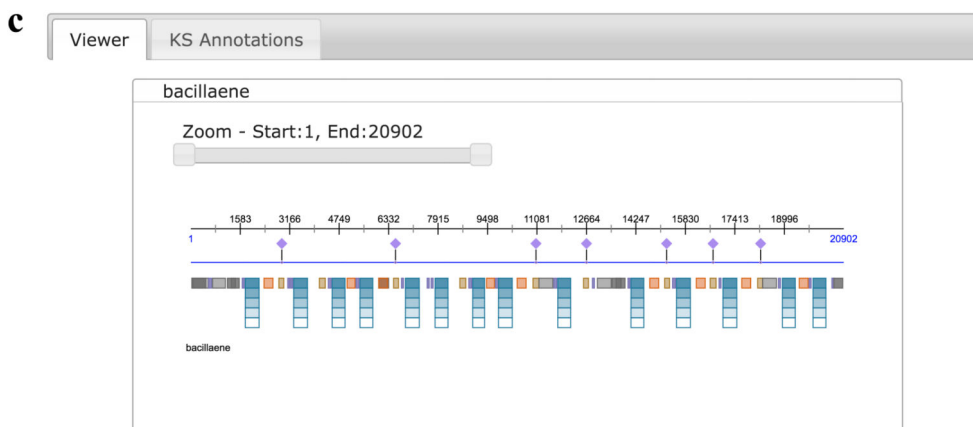 c
Viewer KS Annotations
bacillaene
Zoom - Start:1, End:20902
1583 3166 4749 6332 7915 9498 11081 12664 14247 15830 17413 18996
1 20902
bacillaene